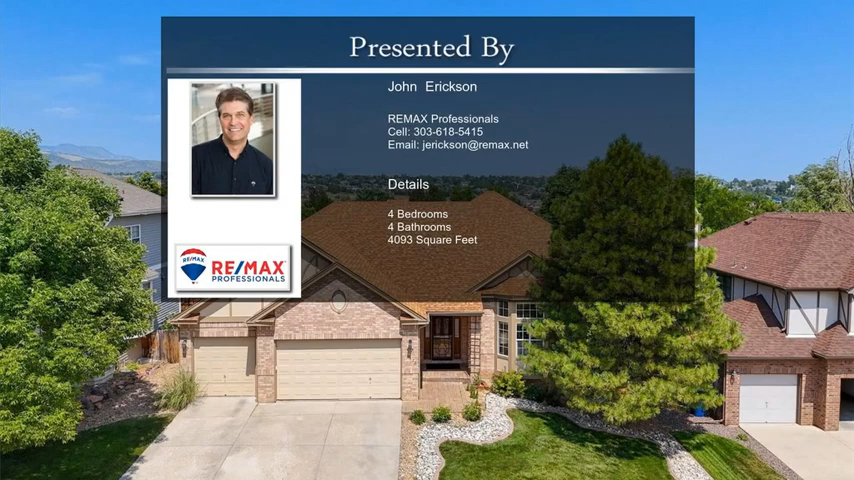 Presented By
John Erickson
REMAX Professionals
Cell: 303-618-5415
Email: jerickson@remax.net
Details
4 Bedrooms
4 Bathrooms
4093 Square Feet
RE/MAX
RE/MAX
PROFESSIONALS